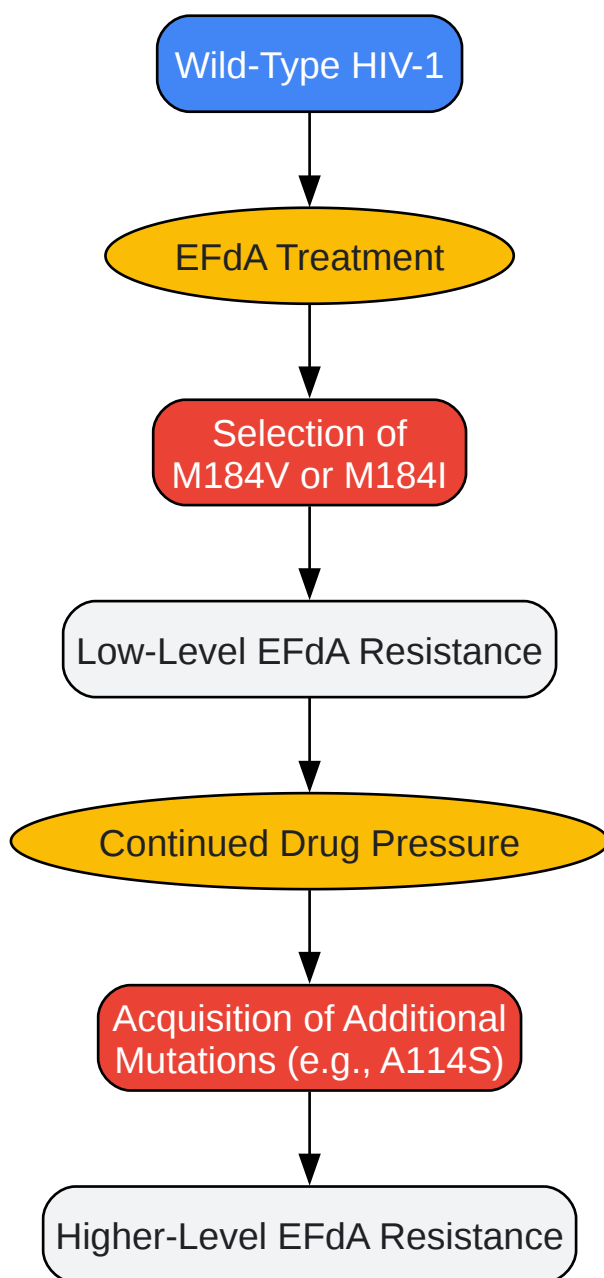 Wild-Type HIV-1
EFdA Treatment
Selection of
M184V or M184I
Low-Level EFdA Resistance
Continued Drug Pressure
Acquisition of Additional
Mutations (e.g., A114S)
Higher-Level EFdA Resistance